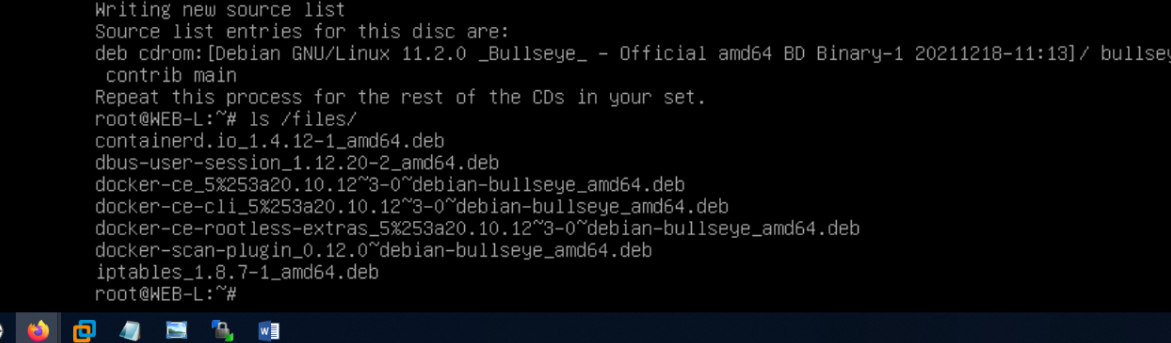 Writing new source list
Source list entries for this disc are:
deb cdrom:[Debian GNU/Linux 11.2.0 _Bullseye_ - Official amd64 BD Binary-1 20211218-11:13]/ bullseye
 contrib main
Repeat this process for the rest of the CDs in your set.
root@WEB-L:~# ls /files/
containerd.io_1.4.12-1_amd64.deb
dbus-user-session_1.12.20-2_amd64.deb
docker-ce_5%253a20.10.12~3-0~debian-bullseye_amd64.deb
docker-ce-cli_5%253a20.10.12~3-0~debian-bullseye_amd64.deb
docker-ce-rootless-extras_5%253a20.10.12~3-0~debian-bullseye_amd64.deb
docker-scan-plugin_0.12.0~debian-bullseye_amd64.deb
iptables_1.8.7-1_amd64.deb
root@WEB-L:~#